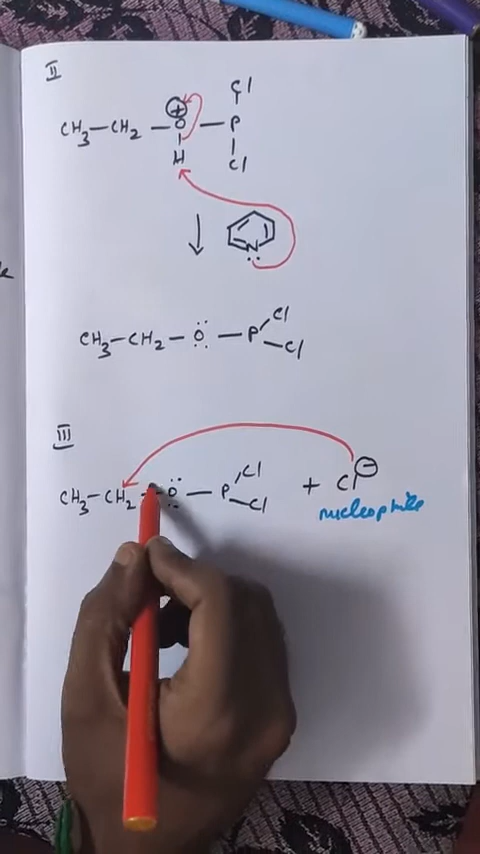 II
Cl
CH₃-CH₂-O-P
⊕
H
Cl
N
CH₃-CH₂-Ö-P
Cl
Cl
III
CH₃-CH₂-Ö-P
Cl
Cl
+ Cl⊖
nucleophile